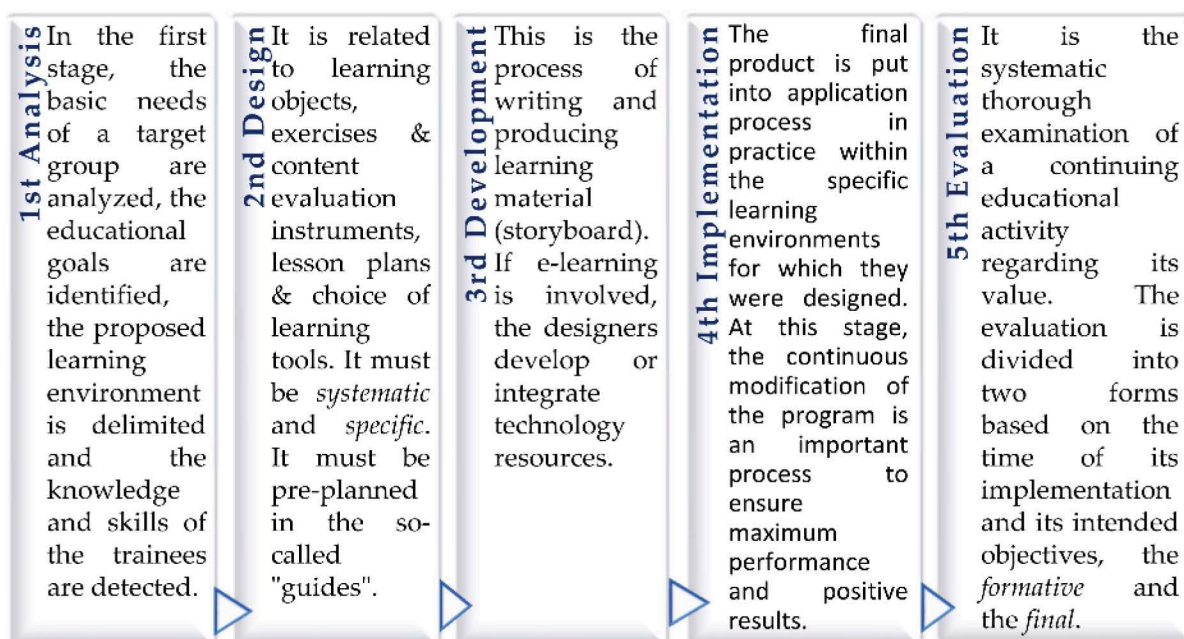 1st Analysis
In the first
stage, the
basic needs
of a target
group are
analyzed, the
educational
goals are
identified,
the proposed
learning
environment
is delimited
and the
knowledge
and skills of
the trainees
are detected.
2nd Design
It is related
to learning
objects,
exercises &
content
evaluation
instruments,
lesson plans
& choice of
learning
tools. It must
be systematic
and specific.
It must be
pre-planned
in the so-
called
"guides".
3rd Development
This is the
process of
writing and
producing
learning
material
(storyboard).
If e-learning
is involved,
the designers
develop or
integrate
technology
resources.
4th Implementation
The final
product is put
into application
process in
practice within
the specific
learning
environments
for which they
were designed.
At this stage,
the continuous
modification of
the program is
an important
process to
ensure
maximum
performance
and positive
results.
5th Evaluation
It is the
systematic
thorough
examination of
a continuing
educational
activity
regarding its
value. The
evaluation is
divided into
two forms
based on the
time of its
implementation
and its intended
objectives, the
formative and
the final.